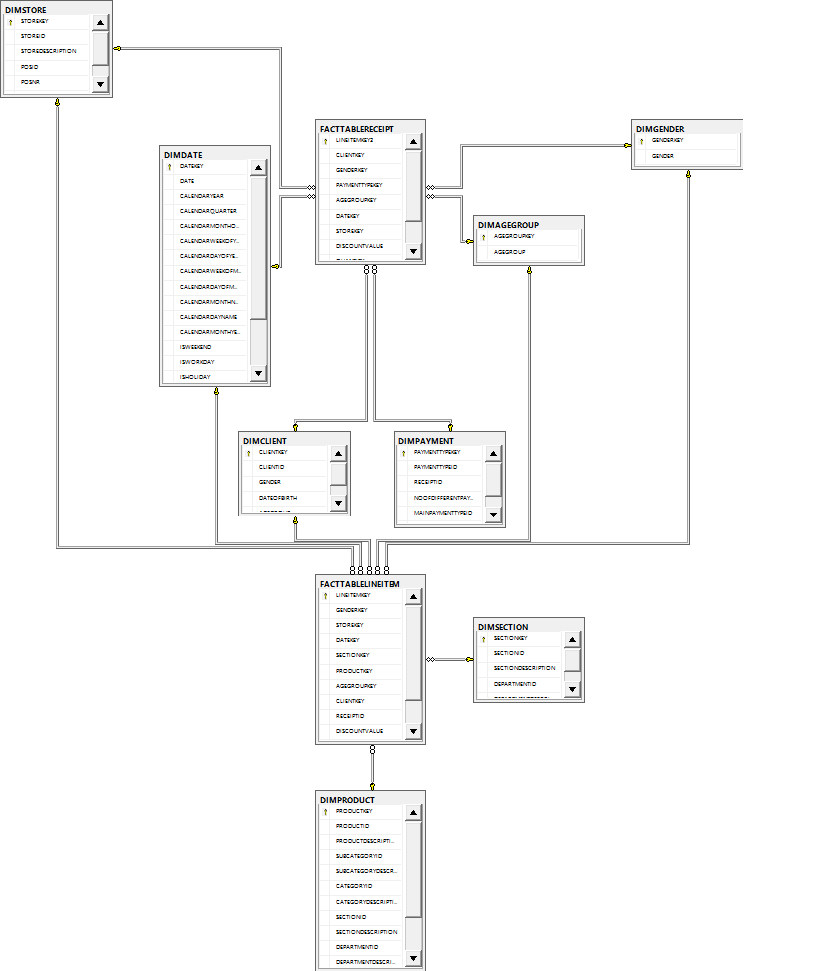 DIMSTORE
STOREKEY
STOREID
STOREDESCRIPTION
POSID
POSNR
FACTTABLERECEIPT
LINEITEMKEY2
CLIENTKEY
GENDERKEY
PAYMENTTYPEKEY
AGEGROUPKEY
DATEKEY
STOREKEY
DISCOUNTVALUE
DIMGENDER
GENDERKEY
GENDER
DIMDATE
DATEKEY
DATE
CALENDARYEAR
CALENDARQUARTER
CALENDARMONTHO..
CALENDARWEEKOFY..
CALENDARDAYOFYE..
CALENDARWEEKOFM..
CALENDARDAYOFM..
CALENDARMONTHN..
CALENDARDAYNAME
CALENDARMONTHYE..
ISWEEKEND
ISWORKDAY
ISHOLIDAY
DIMAGEGROUP
AGEGROUPKEY
AGEGROUP
DIMCLIENT
CLIENTKEY
CLIENTID
GENDER
DATEOFBIRTH
DIMPAYMENT
PAYMENTTYPEKEY
PAYMENTTYPEID
RECEIPTID
NOOFDIFFERENTPAY..
MAINPAYMENTTYPEID
FACTTABLELINEITEM
LINEITEMKEY
GENDERKEY
STOREKEY
DATEKEY
SECTIONKEY
PRODUCTKEY
AGEGROUPKEY
CLIENTKEY
RECEIPTID
DISCOUNTVALUE
DIMSECTION
SECTIONKEY
SECTIONID
SECTIONDESCRIPTION
DEPARTMENTID
DIMPRODUCT
PRODUCTKEY
PRODUCTID
PRODUCTDESCRIPTI..
SUBCATEGORYID
SUBCATEGORYDESCR..
CATEGORYID
CATEGORYDESCRIPTI..
SECTIONID
SECTIONDESCRIPTION
DEPARTMENTID
DEPARTMENTDESCRI..